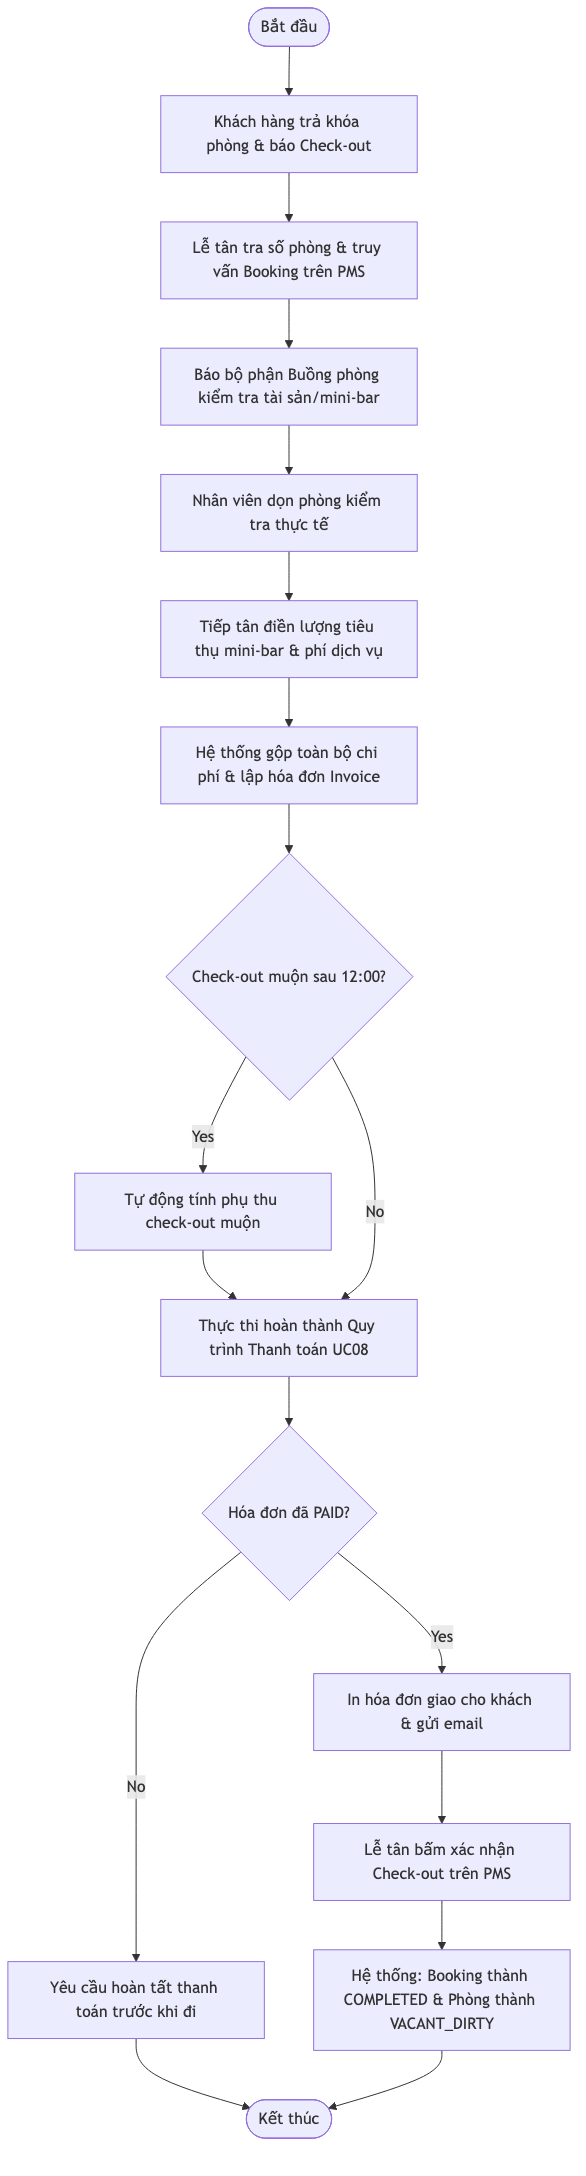 Bắt đầu
Khách hàng trả khóa
phòng & báo Check-out
Lễ tân tra số phòng & truy
vấn Booking trên PMS
Báo bộ phận Buồng phòng
kiểm tra tài sản/mini-bar
Nhân viên dọn phòng kiểm
tra thực tế
Tiếp tân điền lượng tiêu
thụ mini-bar & phí dịch vụ
Hệ thống gộp toàn bộ chi
phí & lập hóa đơn Invoice
Check-out muộn sau 12:00?
Yes
Tự động tính phụ thu
check-out muộn
No
Thực thi hoàn thành Quy
trình Thanh toán UC08
Hóa đơn đã PAID?
Yes
In hóa đơn giao cho khách
& gửi email
No
Lễ tân bấm xác nhận
Check-out trên PMS
Yêu cầu hoàn tất thanh
toán trước khi đi
Hệ thống: Booking thành
COMPLETED & Phòng thành
VACANT_DIRTY
Kết thúc